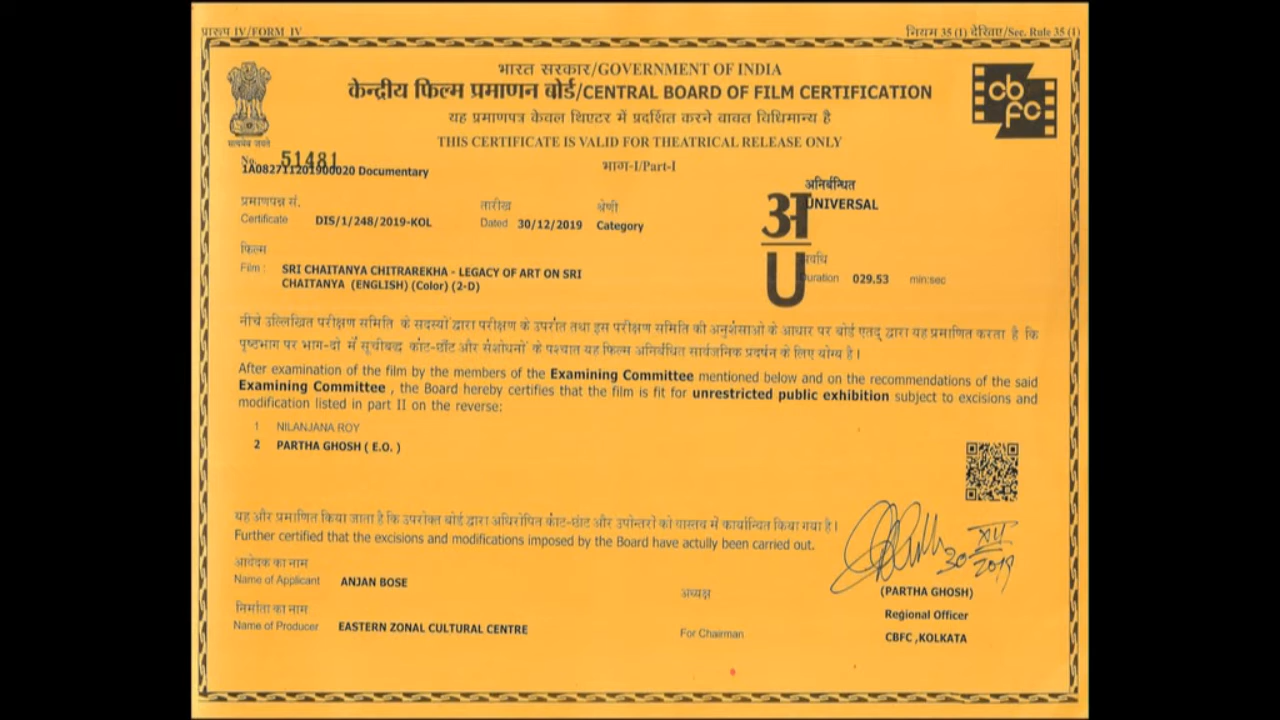 प्रारूप IV/FORM IV
नियम 35 (1) देखिए/Sec. Rule 35 (1)
भारत सरकार/GOVERNMENT OF INDIA
केन्द्रीय फिल्म प्रमाणन बोर्ड/CENTRAL BOARD OF FILM CERTIFICATION
cbfc
यह प्रमाणपत्र केवल थिएटर में प्रदर्शित करने बावत विधिमान्य है
सत्यमेव जयते
THIS CERTIFICATE IS VALID FOR THEATRICAL RELEASE ONLY
No. 51481
भाग-I/Part-I
1A082711201900020 Documentary
अनिर्बन्धित
अ
UNIVERSAL
प्रमाणपत्र सं.
तारीख
श्रेणी
Certificate DIS/1/248/2019-KOL
Dated 30/12/2019
Category
U
फिल्म
Film : SRI CHAITANYA CHITRAREKHA - LEGACY OF ART ON SRI
CHAITANYA (ENGLISH) (Color) (2-D)
Duration 029.53 min:sec
नीचे उल्लिखित परीक्षण समिति के सदस्यों द्वारा परीक्षण के उपरांत तथा इस परीक्षण समिति की अनुशंसाओ के आधार पर बोर्ड एतद् द्वारा यह प्रमाणित करता है कि
पृष्ठभाग पर भाग-दो में सूचीबद्ध कांट-छाँट और संशोधनों के पश्चात यह फिल्म अनिर्बधित सार्वजनिक प्रदर्षन के लिए योग्य है।
After examination of the film by the members of the Examining Committee mentioned below and on the recommendations of the said
Examining Committee , the Board hereby certifies that the film is fit for unrestricted public exhibition subject to excisions and
modification listed in part II on the reverse:
1 NILANJANA ROY
2 PARTHA GHOSH ( E.O. )
यह और प्रमाणित किया जाता है कि उपरोक्त बोर्ड द्वारा अधिरोपित कांट-छांट और उपांन्तरों को वास्तव में कार्यान्वित किया गया है।
Further certified that the excisions and modifications imposed by the Board have actully been carried out.
30 XII 2019
आवेदक का नाम
Name of Applicant ANJAN BOSE
अध्यक्ष
(PARTHA GHOSH)
निर्माता का नाम
Regional Officer
Name of Producer EASTERN ZONAL CULTURAL CENTRE
For Chairman
CBFC ,KOLKATA